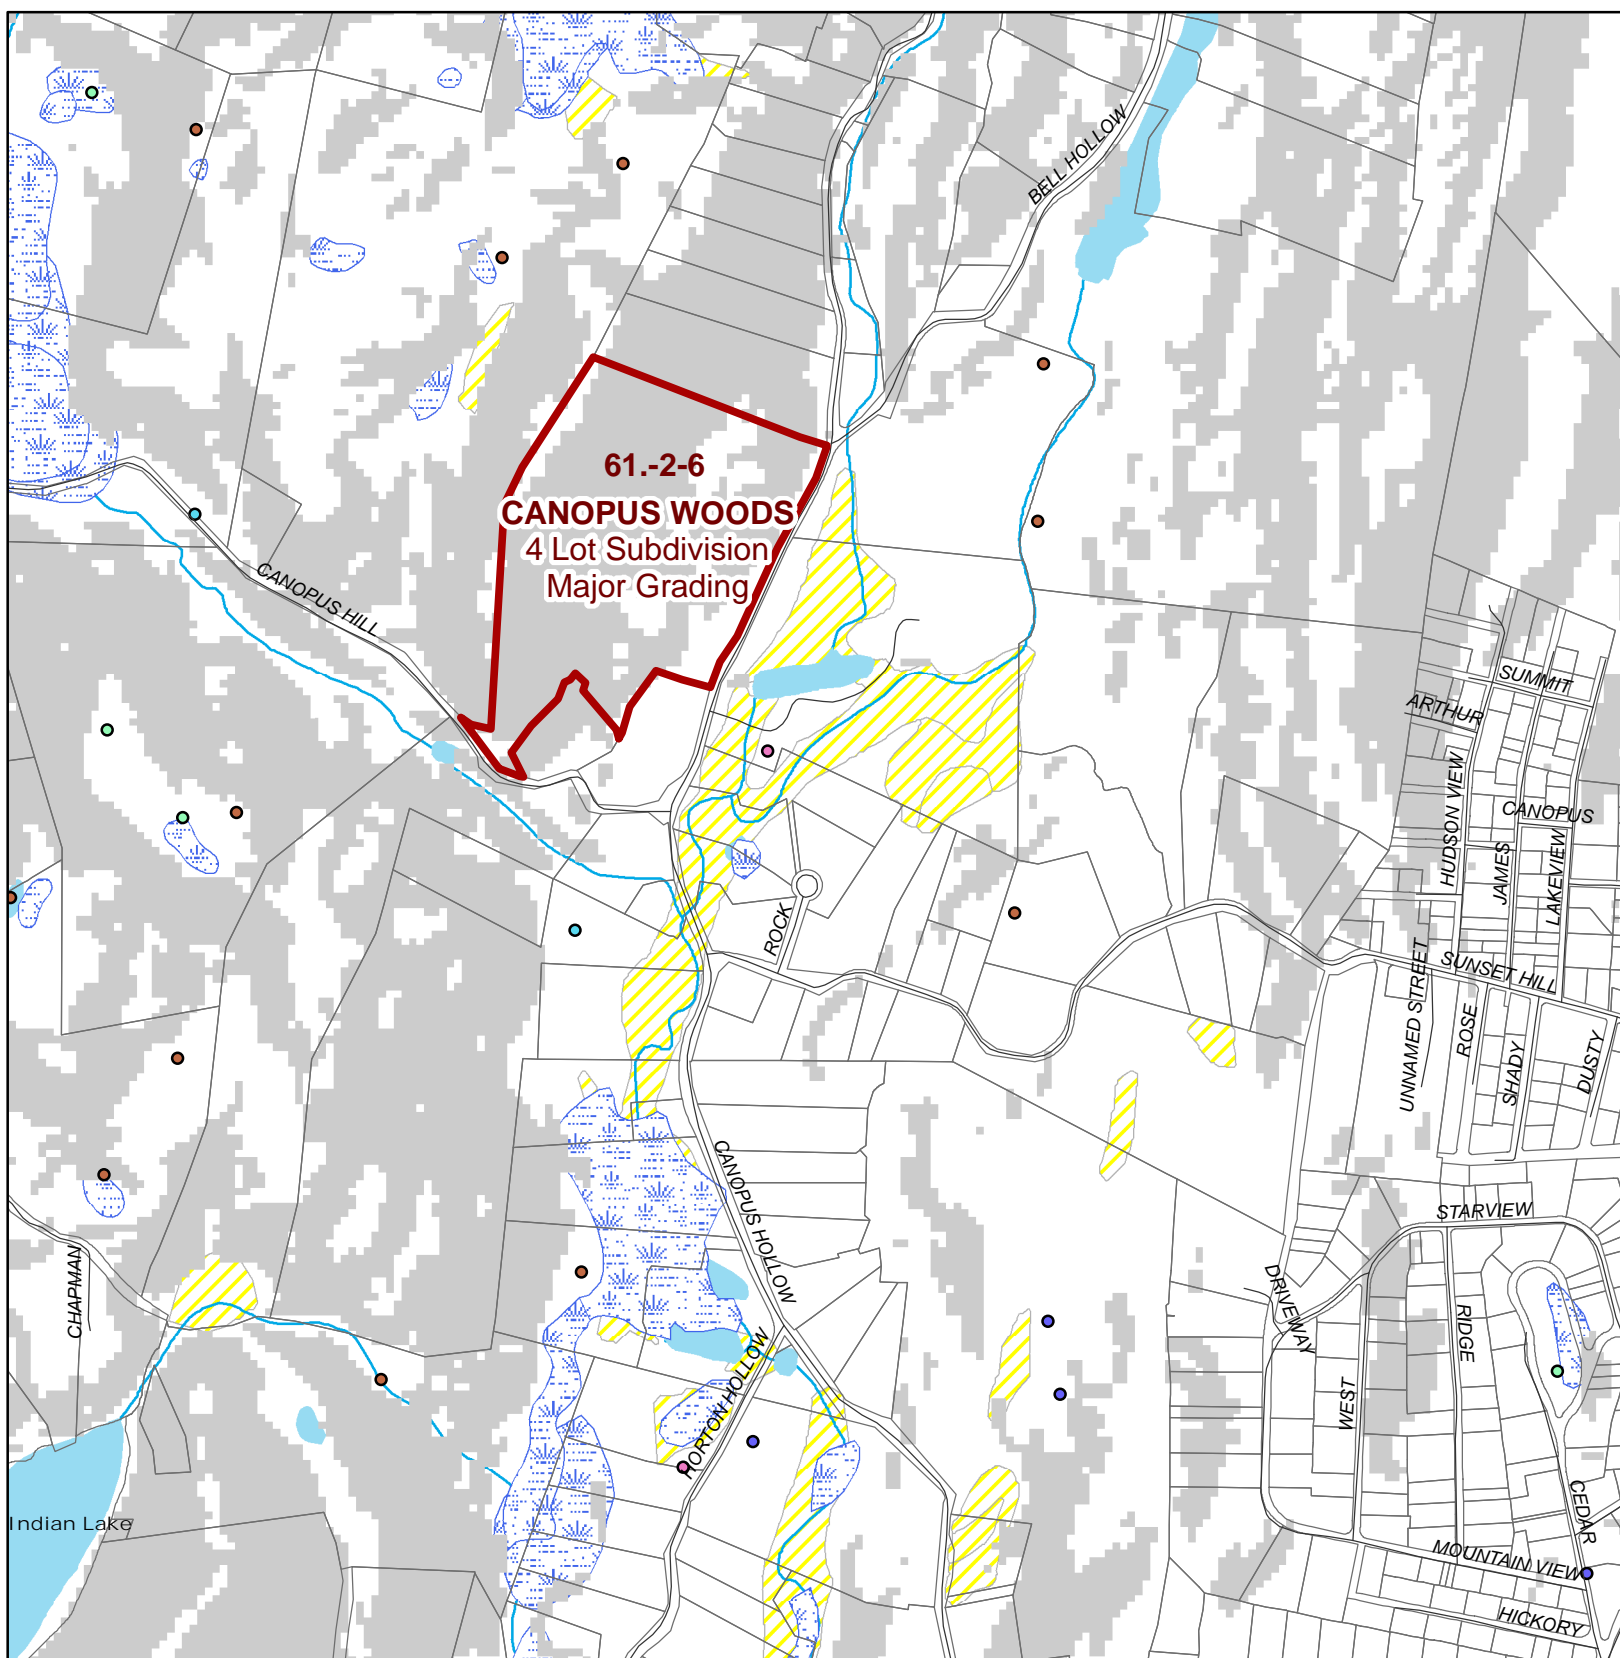 BELL HOLLOW
61.-2-6
CANOPUS WOODS
4 Lot Subdivision
Major Grading
CANOPUS HILL
SUMMIT
ARTHUR
HUDSON VIEW
CANOPUS
JAMES
LAKEVIEW
ROCK
SUNSET HILL
UNNAMED STREET
ROSE
SHADY
DUSTY
CANOPUS HOLLOW
STARVIEW
CHAPMAN
DRIVEWAY
RIDGE
HORTON HOLLOW
WEST
CEDAR
Indian Lake
MOUNTAIN VIEW
HICKORY